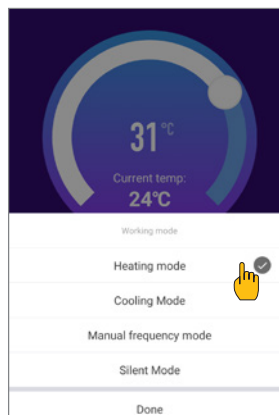 31℃
Current temp:
24℃
Working mode
Heating mode
Cooling Mode
Manual frequency mode
Silent Mode
Done